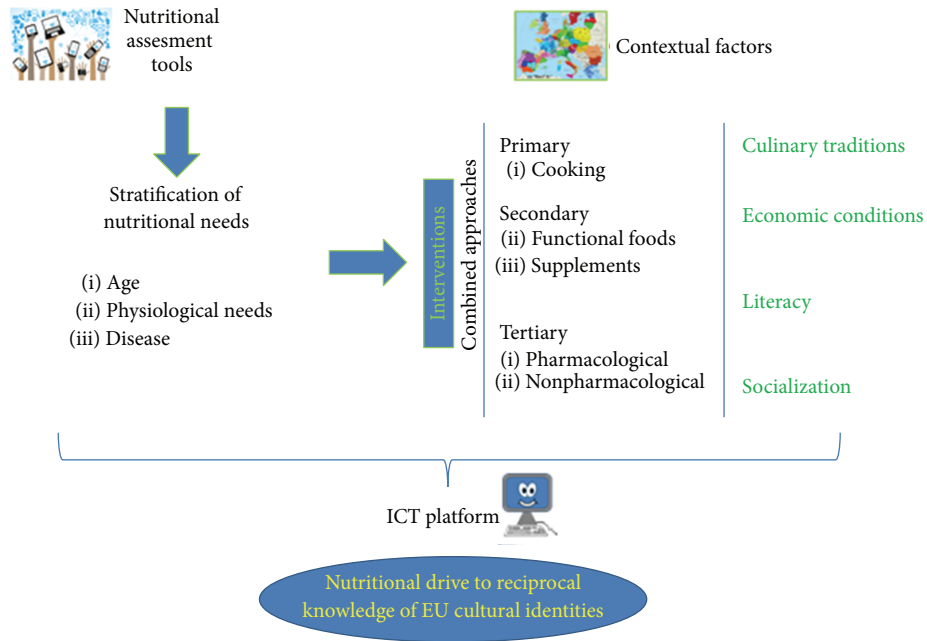 Nutritional
assesment
tools
Contextual factors
Stratification of
nutritional needs
(i) Age
(ii) Physiological needs
(iii) Disease
Interventions
Combined approaches
Primary
(i) Cooking
Secondary
(ii) Functional foods
(iii) Supplements
Tertiary
(i) Pharmacological
(ii) Nonpharmacological
Culinary traditions
Economic conditions
Literacy
Socialization
ICT platform
Nutritional drive to reciprocal
knowledge of EU cultural identities